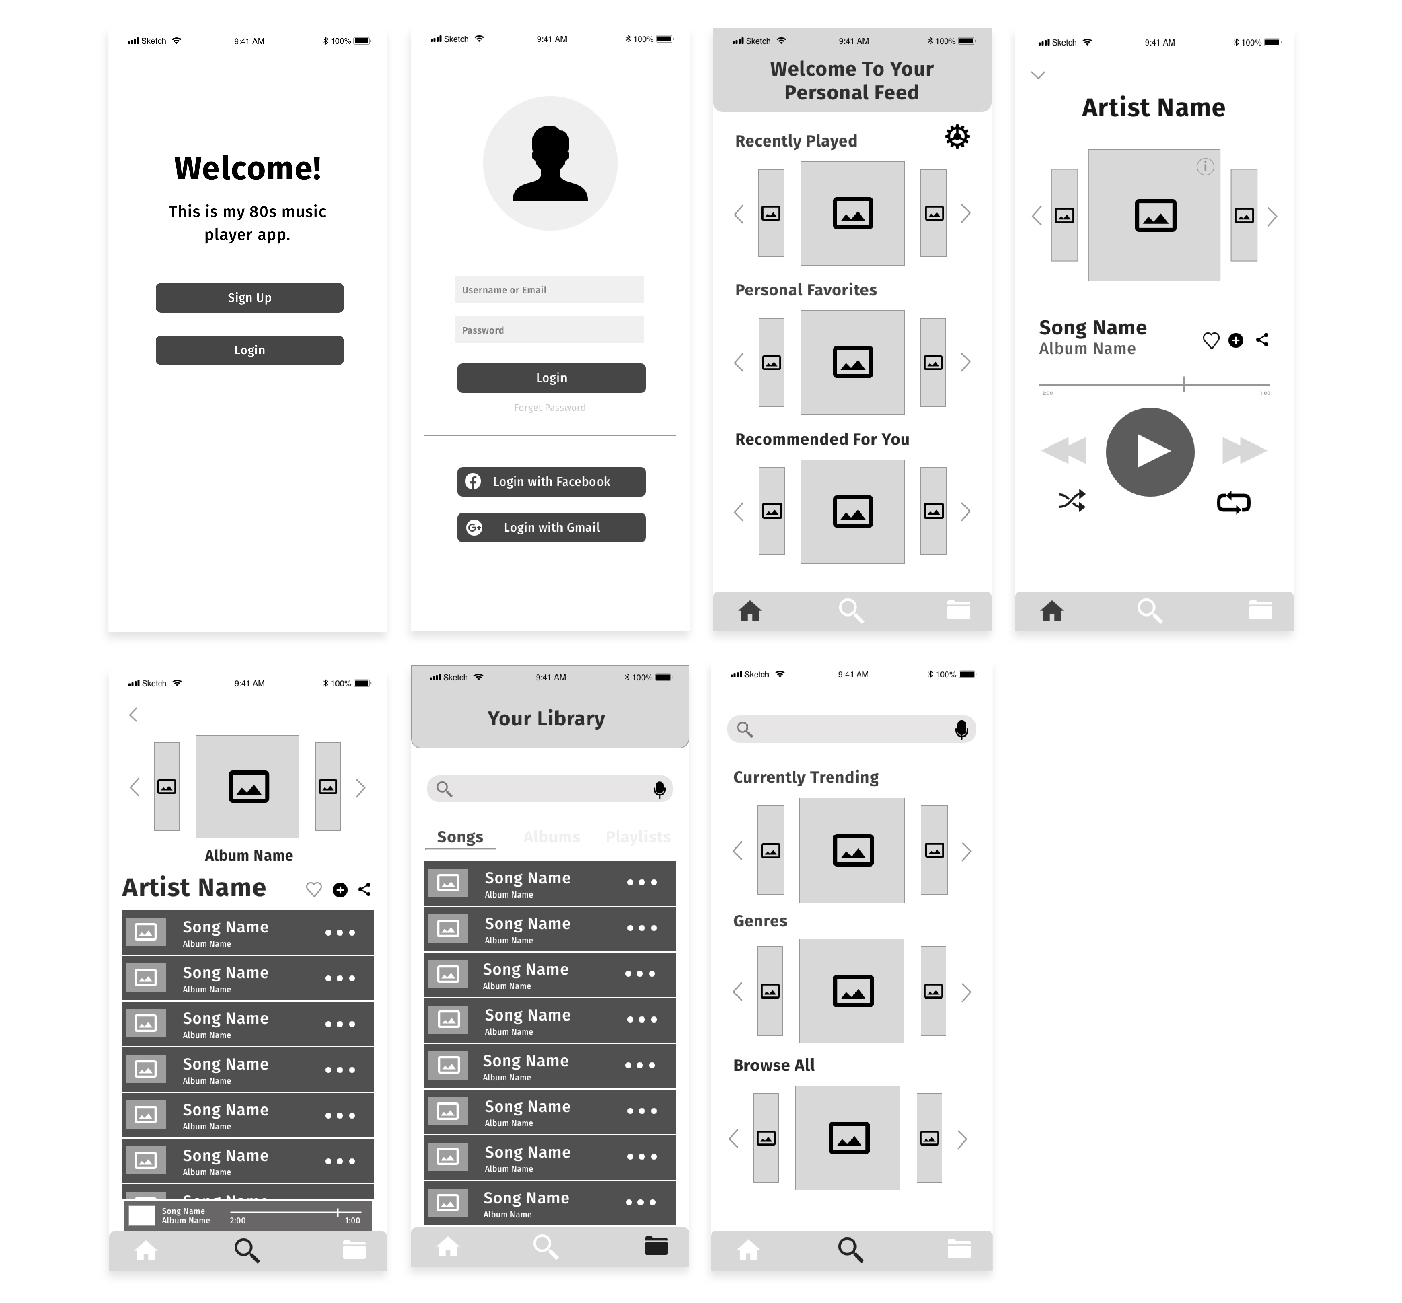 Sketch 9:41 AM 100%
Welcome!
This is my 80s music
player app.
Sign Up
Login
Sketch 9:41 AM 100%
Username or Email
Password
Login
Forget Password
Login with Facebook
G+ Login with Gmail
Sketch 9:41 AM 100%
Welcome To Your
Personal Feed
Recently Played
Personal Favorites
Recommended For You
Sketch 9:41 AM 100%
Artist Name
Song Name
Album Name
2:00 1:00
Sketch 9:41 AM 100%
Album Name
Artist Name
Song Name
Album Name
Song Name
Album Name
Song Name
Album Name
Song Name
Album Name
Song Name
Album Name
Song Name
Album Name
Song Name
Song Name
Album Name 2:00 1:00
Sketch 9:41 AM 100%
Your Library
Songs Albums Playlists
Song Name
Album Name
Song Name
Album Name
Song Name
Album Name
Song Name
Album Name
Song Name
Album Name
Song Name
Album Name
Song Name
Album Name
Song Name
Album Name
Sketch 9:41 AM 100%
Currently Trending
Genres
Browse All